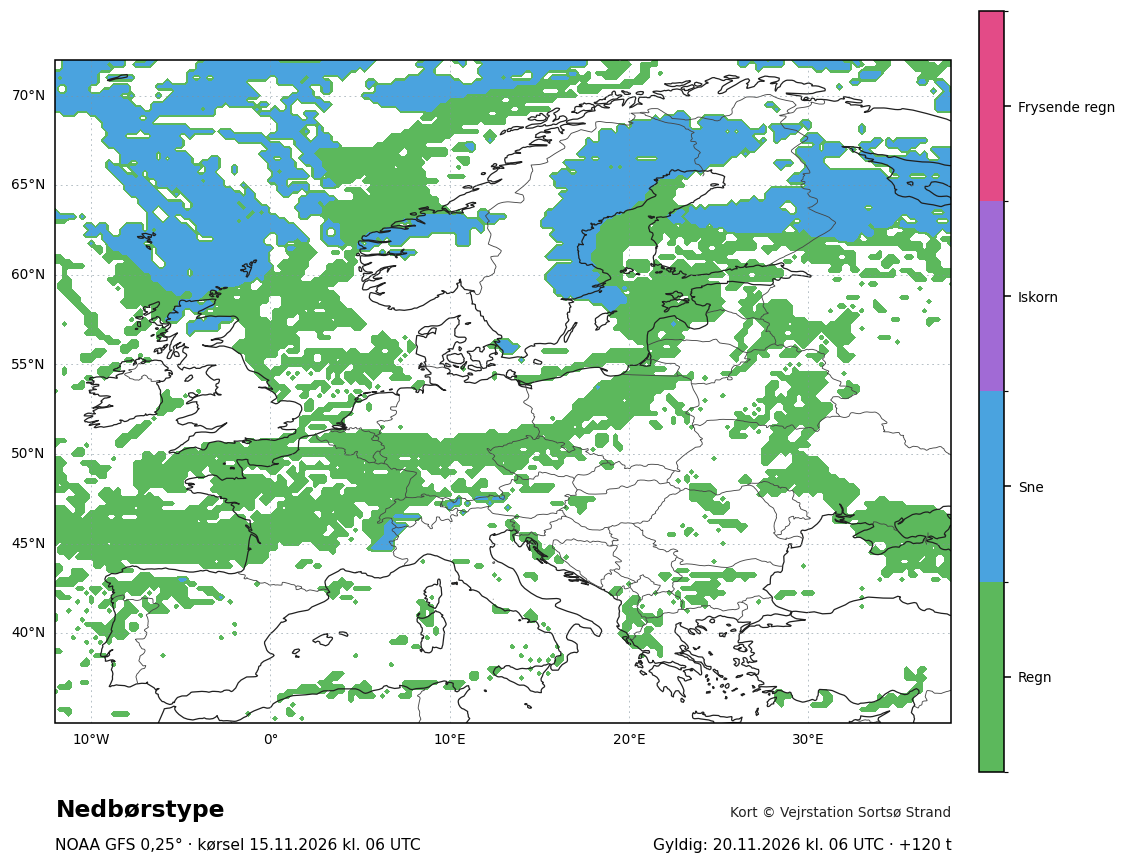 70°N
65°N
60°N
55°N
50°N
45°N
40°N
10°W
0°
10°E
20°E
30°E
Frysende regn
Iskorn
Sne
Regn
Nedbørstype
Kort © Vejrstation Sortsø Strand
NOAA GFS 0,25° · kørsel 15.11.2026 kl. 06 UTC
Gyldig: 20.11.2026 kl. 06 UTC · +120 t